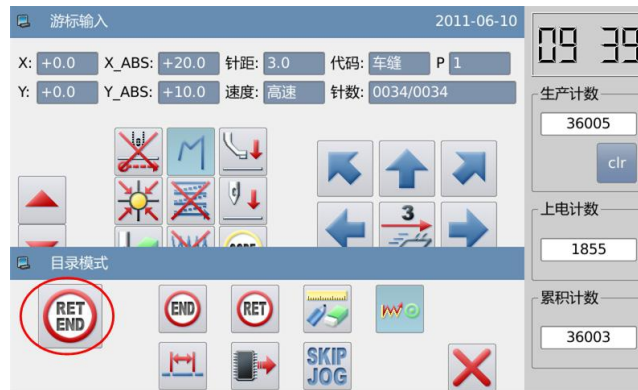 游标输入 2011-06-10
09 39
X: +0.0 X_ABS: +20.0 针距: 3.0 代码: 车缝 P 1
Y: +0.0 Y_ABS: +10.0 速度: 高速 针数: 0034/0034
生产计数
36005
clr
3
上电计数
1855
目录模式
RET
END
END
RET
累积计数
36003
SKIP
JOG